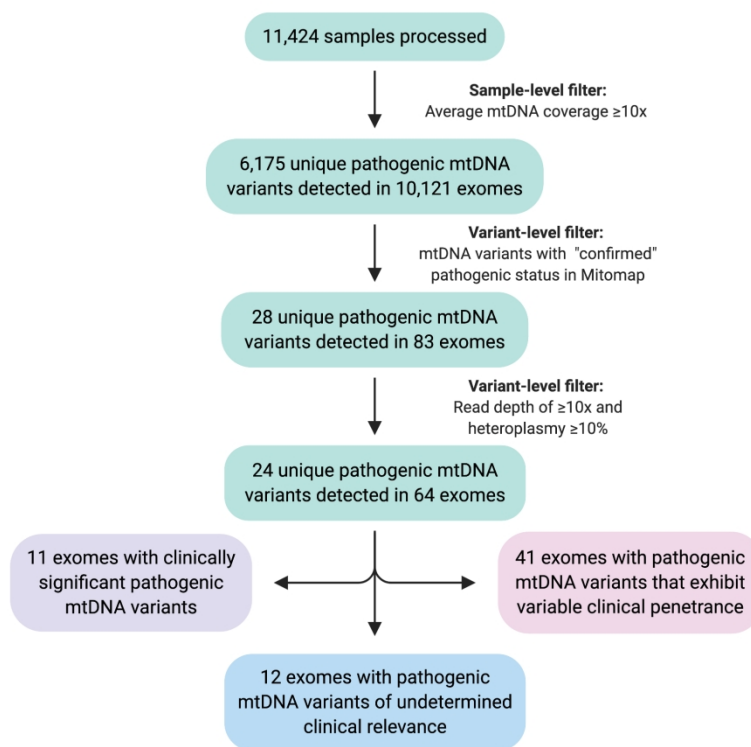 11,424 samples processed
Sample-level filter:
Average mtDNA coverage ≥10x
6,175 unique pathogenic mtDNA
variants detected in 10,121 exomes
Variant-level filter:
mtDNA variants with "confirmed"
pathogenic status in Mitomap
28 unique pathogenic mtDNA
variants detected in 83 exomes
Variant-level filter:
Read depth of ≥10x and
heteroplasmy ≥10%
24 unique pathogenic mtDNA
variants detected in 64 exomes
11 exomes with clinically
significant pathogenic
mtDNA variants
41 exomes with pathogenic
mtDNA variants that exhibit
variable clinical penetrance
12 exomes with pathogenic
mtDNA variants of undetermined
clinical relevance